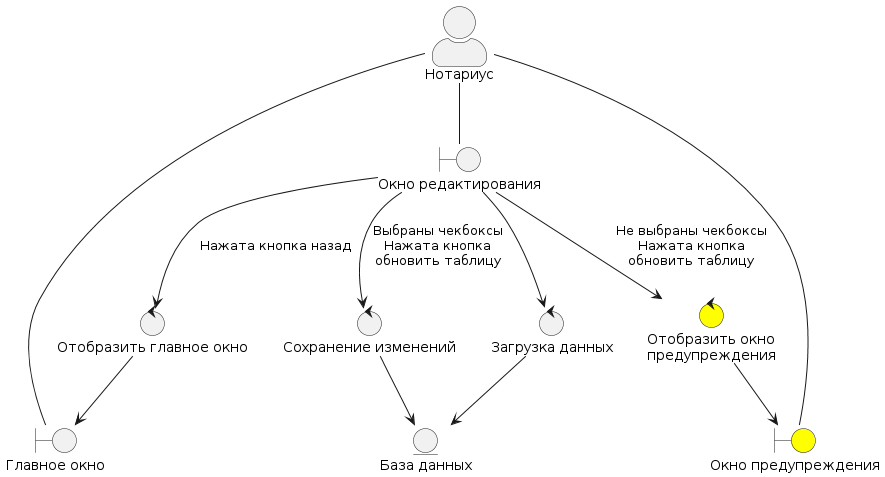 Нотариус
Окно редактирования
Нажата кнопка назад
Выбраны чекбоксы
Нажата кнопка
обновить таблицу
Не выбраны чекбоксы
Нажата кнопка
обновить таблицу
Отобразить главное окно
Сохранение изменений
Загрузка данных
Отобразить окно
предупреждения
Главное окно
База данных
Окно предупреждения